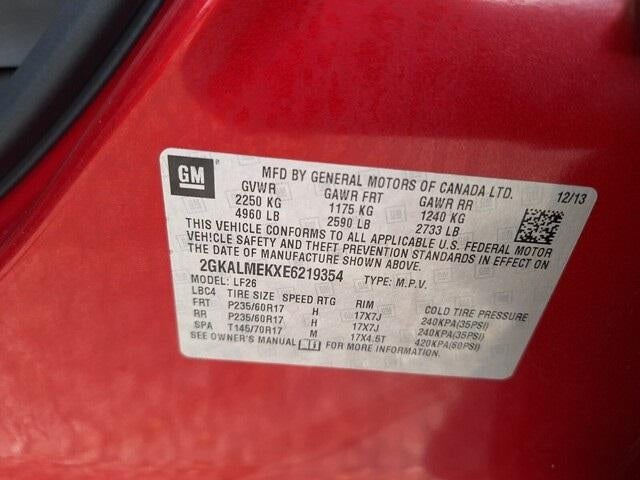 GM
MFD BY GENERAL MOTORS OF CANADA LTD.
GVWR GAWR FRT GAWR RR 12/13
2250 KG 1175 KG 1240 KG
4960 LB 2590 LB 2733 LB
THIS VEHICLE CONFORMS TO ALL APPLICABLE U.S. FEDERAL MOTOR
VEHICLE SAFETY AND THEFT PREVENTION STANDARDS IN EFFECT ON
THE DATE OF MANUFACTURE SHOWN ABOVE.
2GKALMEKXE6219354 TYPE: M.P.V.
MODEL: LF26
LBC4 TIRE SIZE SPEED RTG RIM COLD TIRE PRESSURE
FRT P235/60R17 H 17X7J 240KPA(35PSI)
RR P235/60R17 H 17X7J 240KPA(35PSI)
SPA T145/70R17 M 17X4.5T 420KPA(60PSI)
SEE OWNER'S MANUAL FOR MORE INFORMATION.